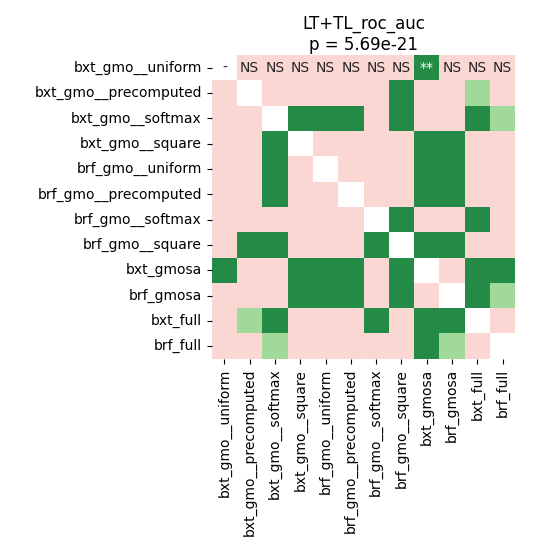 LT+TL_roc_auc
p = 5.69e-21
bxt_gmo__uniform
- NS NS NS NS NS NS NS ** NS NS NS
bxt_gmo__precomputed
bxt_gmo__softmax
bxt_gmo__square
brf_gmo__uniform
brf_gmo__precomputed
brf_gmo__softmax
brf_gmo__square
bxt_gmosa
brf_gmosa
bxt_full
brf_full
bxt_gmo__uniform
bxt_gmo__precomputed
bxt_gmo__softmax
bxt_gmo__square
brf_gmo__uniform
brf_gmo__precomputed
brf_gmo__softmax
brf_gmo__square
bxt_gmosa
brf_gmosa
bxt_full
brf_full